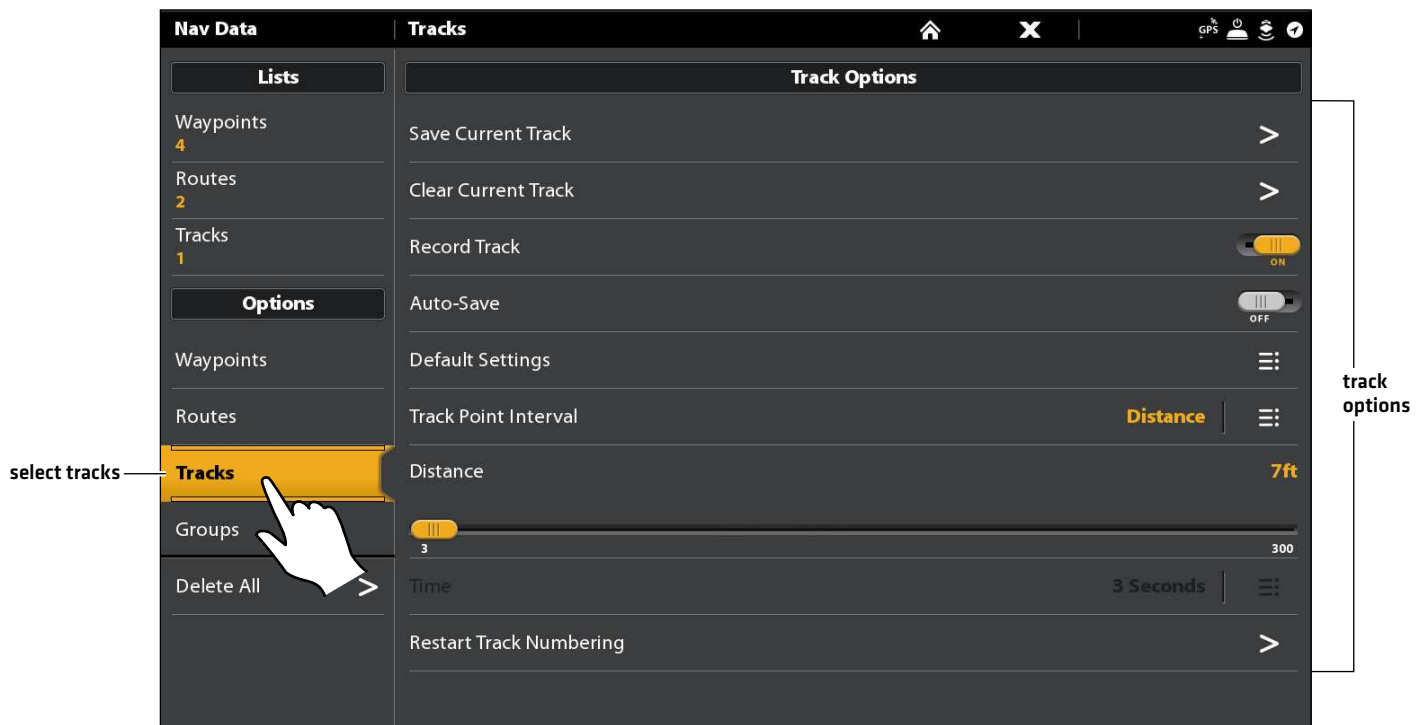 Nav Data
Tracks
GPS
Lists
Waypoints
4
Routes
2
Tracks
1
Options
Waypoints
Routes
select tracks
Tracks
Groups
Delete All >
Track Options
Save Current Track >
Clear Current Track >
Record Track
ON
Auto-Save
OFF
Default Settings
Track Point Interval Distance
Distance 7ft
3 300
Time 3 Seconds
Restart Track Numbering >
track
options